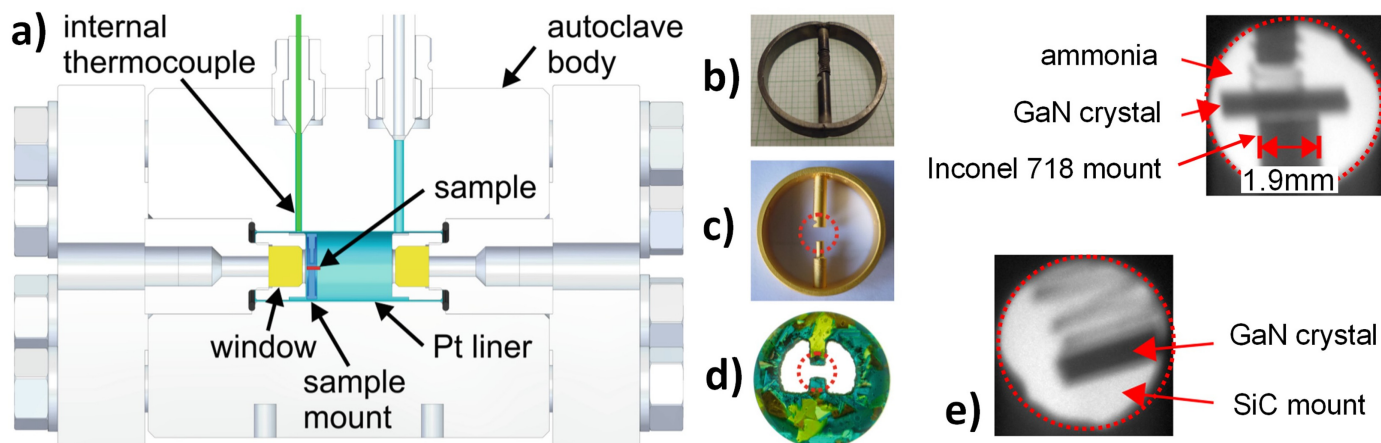 a)
internal
thermocouple
autoclave
body
sample
window
sample
mount
Pt liner
b)
c)
d)
ammonia
GaN crystal
Inconel 718 mount
1.9mm
e)
GaN crystal
SiC mount